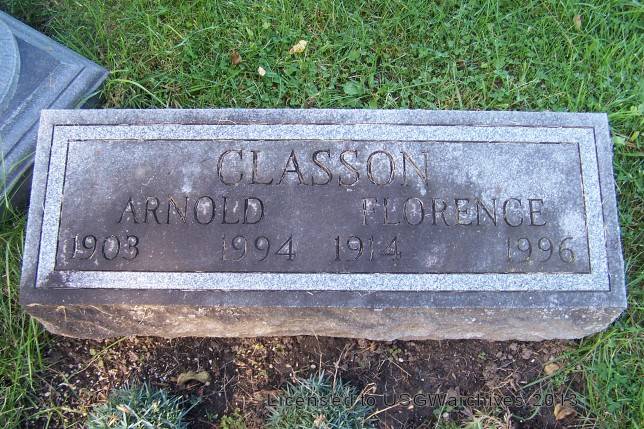 CLASSON
ARNOLD FLORENCE
1903 1994 1914 1996
Licensed to USGWarchives 2013